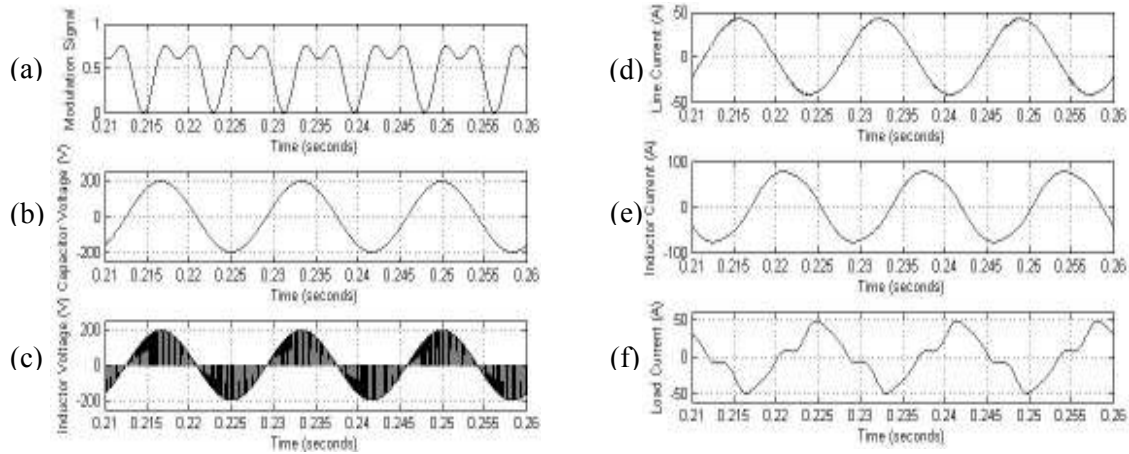 (a)
Modulation Signal
1
0.5
0
0.21 0.215 0.22 0.225 0.23 0.235 0.24 0.245 0.25 0.255 0.26
Time (seconds)
(b)
Capacitor Voltage (V)
200
0
-200
0.21 0.215 0.22 0.225 0.23 0.235 0.24 0.245 0.25 0.255 0.26
Time (seconds)
(c)
Inductor Voltage (V)
200
0
-200
0.21 0.215 0.22 0.225 0.23 0.235 0.24 0.245 0.25 0.255 0.26
Time (seconds)
(d)
Line Current (A)
50
0
-50
0.21 0.215 0.22 0.225 0.23 0.235 0.24 0.245 0.25 0.255 0.26
Time (seconds)
(e)
Inductor Current (A)
100
0
-100
0.21 0.215 0.22 0.225 0.23 0.235 0.24 0.245 0.25 0.255 0.26
Time (seconds)
(f)
Load Current (A)
50
0
-50
0.21 0.215 0.22 0.225 0.23 0.235 0.24 0.245 0.25 0.255 0.26
Time (seconds)